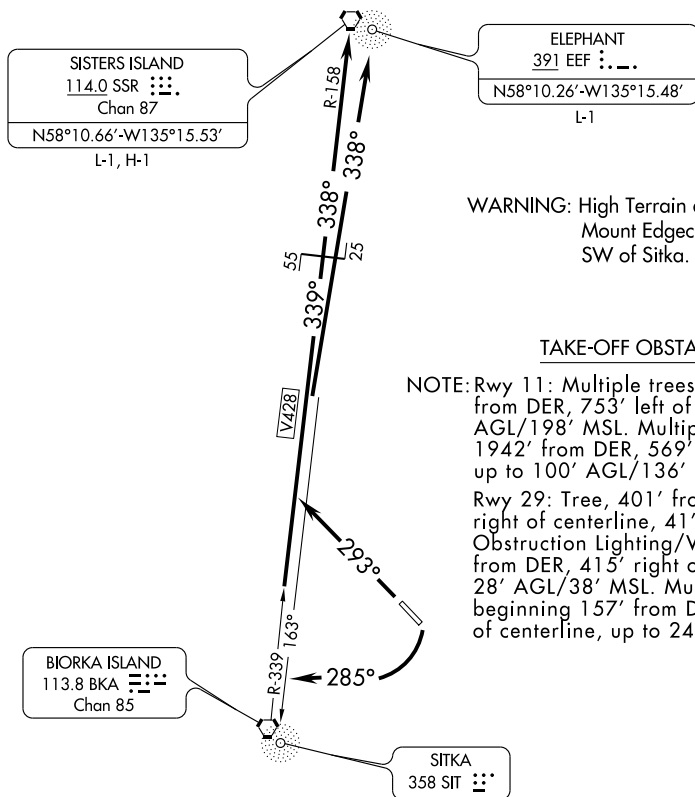 SISTERS ISLAND
114.0 SSR
Chan 87
N58°10.66′-W135°15.53′
L-1, H-1
ELEPHANT
391 EEF
N58°10.26′-W135°15.48′
L-1
R-158
338°
338°
55
25
339°
V428
WARNING: High Terrain
Mount Edgec
SW of Sitka.
TAKE-OFF OBSTA
NOTE: Rwy 11: Multiple trees
from DER, 753′ left of
AGL/198′ MSL. Multip
1942′ from DER, 569′
up to 100′ AGL/136′
Rwy 29: Tree, 401′ fro
right of centerline, 41′
Obstruction Lighting/V
from DER, 415′ right o
28′ AGL/38′ MSL. Mu
beginning 157′ from D
of centerline, up to 24
293°
285°
R-339
163°
BIORKA ISLAND
113.8 BKA
Chan 85
SITKA
358 SIT